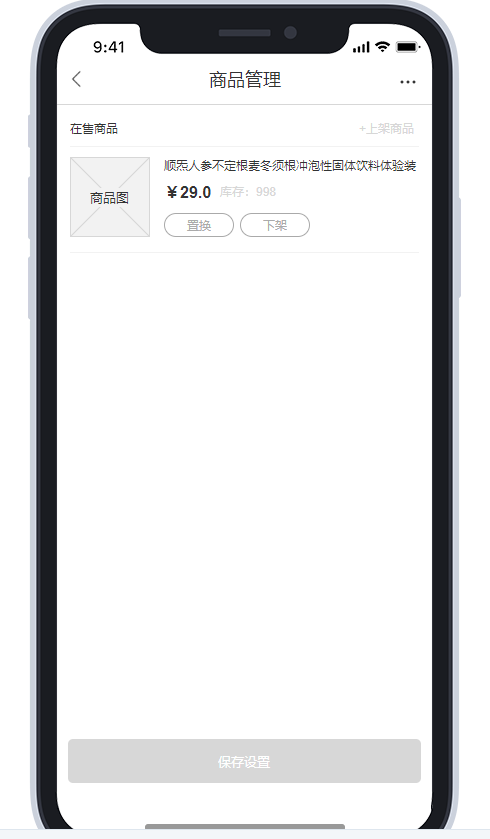 9:41
商品管理
在售商品
+上架商品
商品图
顺炁人参不定根麦冬须根冲泡性固体饮料体验装
￥29.0 库存：998
置换
下架
保存设置